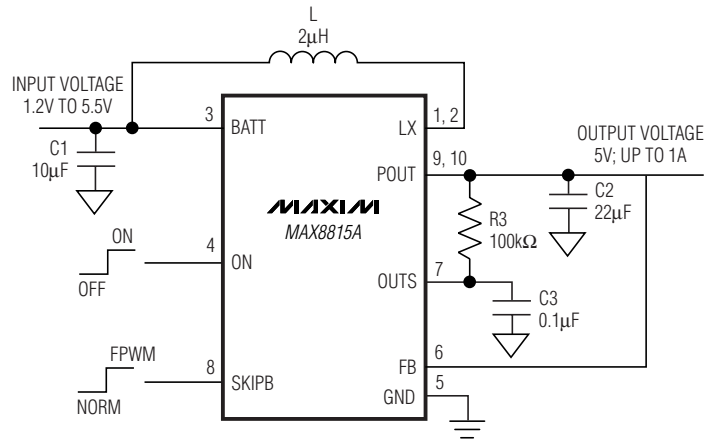 L
2μH
INPUT VOLTAGE
1.2V TO 5.5V
3
BATT
1, 2
LX
C1
10μF
9, 10
POUT
OUTPUT VOLTAGE
5V; UP TO 1A
C2
22μF
MAXIM
MAX8815A
R3
100kΩ
ON
OFF
4
ON
7
OUTS
C3
0.1μF
FPWM
NORM
8
SKIPB
6
FB
5
GND